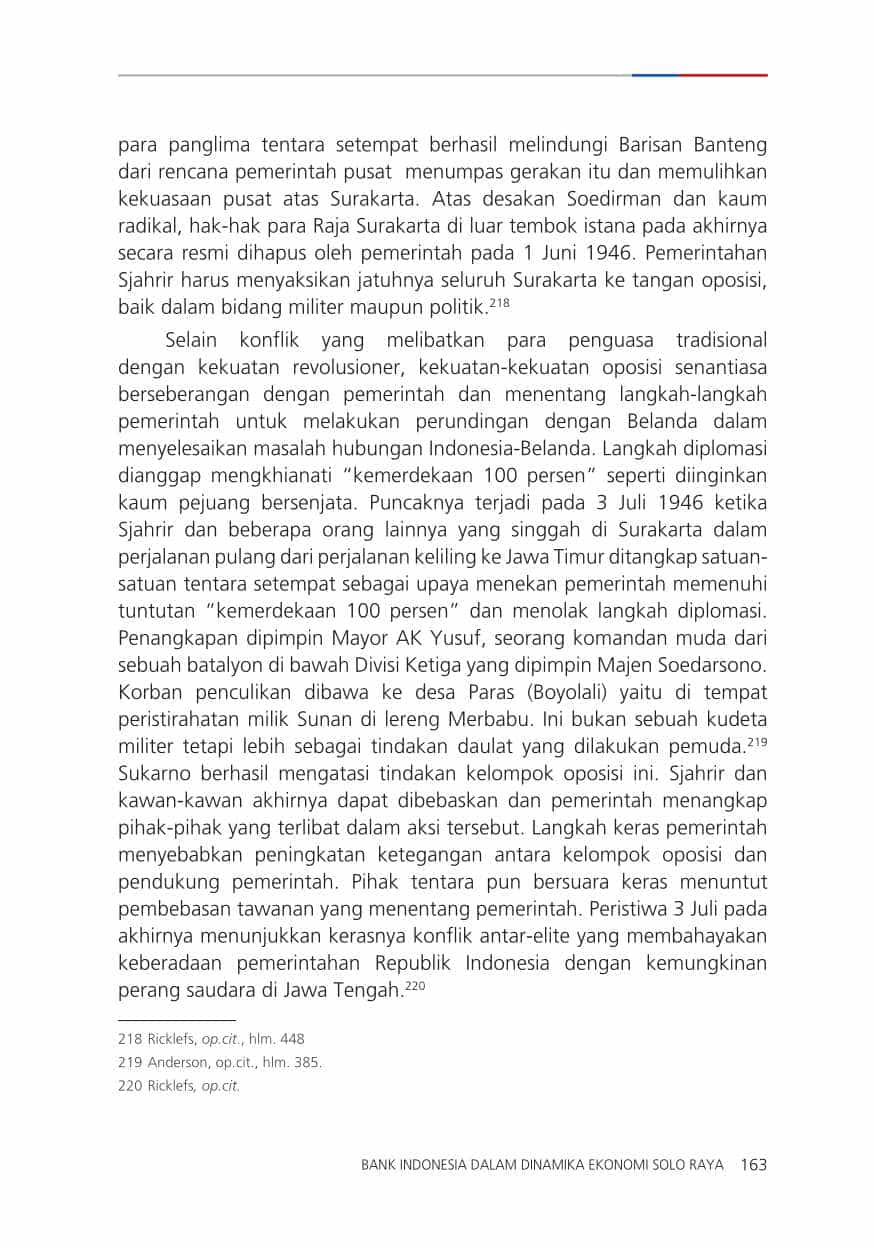 para panglima tentara setempat berhasil melindungi Barisan Banteng
dari rencana pemerintah pusat  menumpas gerakan itu dan memulihkan
kekuasaan pusat atas Surakarta. Atas desakan Soedirman dan kaum
radikal, hak-hak para Raja Surakarta di luar tembok istana pada akhirnya
secara resmi dihapus oleh pemerintah pada 1 Juni 1946. Pemerintahan
Sjahrir harus menyaksikan jatuhnya seluruh Surakarta ke tangan oposisi,
baik dalam bidang militer maupun politik.218
Selain konflik yang melibatkan para penguasa tradisional
dengan kekuatan revolusioner, kekuatan-kekuatan oposisi senantiasa
berseberangan dengan pemerintah dan menentang langkah-langkah
pemerintah untuk melakukan perundingan dengan Belanda dalam
menyelesaikan masalah hubungan Indonesia-Belanda. Langkah diplomasi
dianggap mengkhianati “kemerdekaan 100 persen” seperti diinginkan
kaum pejuang bersenjata. Puncaknya terjadi pada 3 Juli 1946 ketika
Sjahrir dan beberapa orang lainnya yang singgah di Surakarta dalam
perjalanan pulang dari perjalanan keliling ke Jawa Timur ditangkap satuan-
satuan tentara setempat sebagai upaya menekan pemerintah memenuhi
tuntutan “kemerdekaan 100 persen” dan menolak langkah diplomasi.
Penangkapan dipimpin Mayor AK Yusuf, seorang komandan muda dari
sebuah batalyon di bawah Divisi Ketiga yang dipimpin Majen Soedarsono.
Korban penculikan dibawa ke desa Paras (Boyolali) yaitu di tempat
peristirahatan milik Sunan di lereng Merbabu. Ini bukan sebuah kudeta
militer tetapi lebih sebagai tindakan daulat yang dilakukan pemuda.219
Sukarno berhasil mengatasi tindakan kelompok oposisi ini. Sjahrir dan
kawan-kawan akhirnya dapat dibebaskan dan pemerintah menangkap
pihak-pihak yang terlibat dalam aksi tersebut. Langkah keras pemerintah
menyebabkan peningkatan ketegangan antara kelompok oposisi dan
pendukung pemerintah. Pihak tentara pun bersuara keras menuntut
pembebasan tawanan yang menentang pemerintah. Peristiwa 3 Juli pada
akhirnya menunjukkan kerasnya konflik antar-elite yang membahayakan
keberadaan pemerintahan Republik Indonesia dengan kemungkinan
perang saudara di Jawa Tengah.220
218 Ricklefs, op.cit., hlm. 448
219 Anderson, op.cit., hlm. 385.
220 Ricklefs, op.cit.
BANK INDONESIA DALAM DINAMIKA EKONOMI SOLO RAYA 163